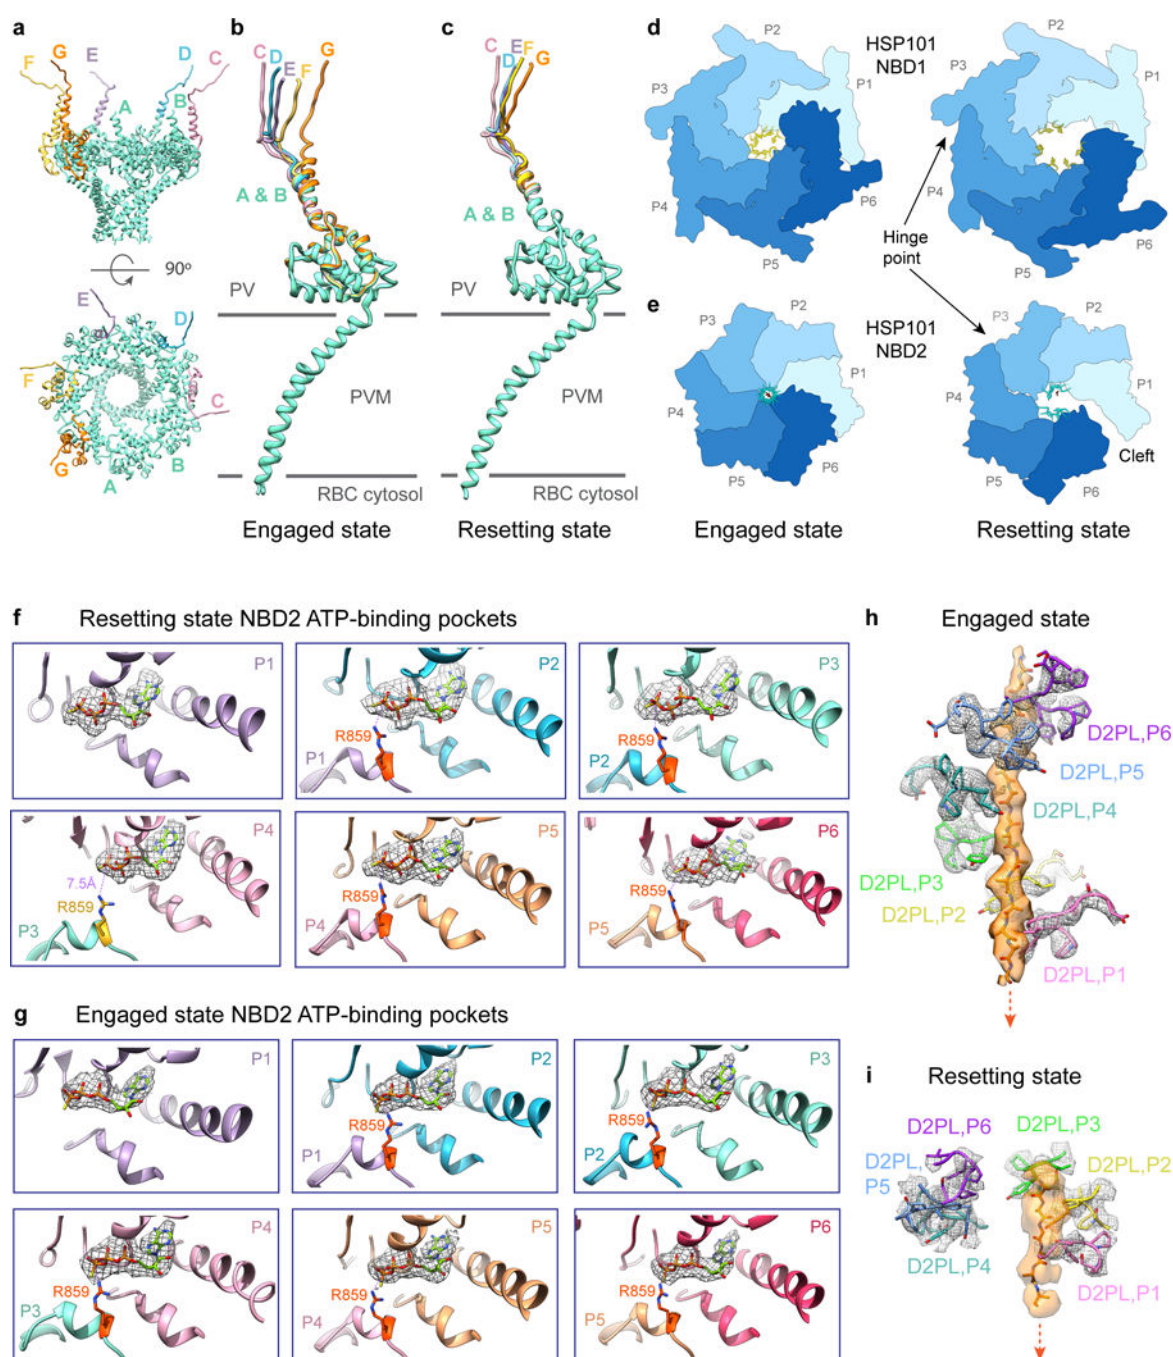 a
F
G
E
A
B
D
C
90º
E
D
F
C
G
A
B
b
C
D
E
F
G
A & B
PV
PVM
RBC cytosol
Engaged state
c
C
D
E
F
G
A & B
PV
PVM
RBC cytosol
Resetting state
d
HSP101
NBD1
P2
P3
P1
P4
P5
P6
P2
P3
P1
P4
P5
P6
Hinge
point
e
HSP101
NBD2
P3
P2
P1
P4
P5
P6
Engaged state
P3
P2
P1
P4
P5
P6
Cleft
Resetting state
f Resetting state NBD2 ATP-binding pockets
P1
P2
R859
P1
P3
R859
P2
P4
7.5Å
R859
P3
P5
R859
P4
P6
R859
P5
g Engaged state NBD2 ATP-binding pockets
P1
P2
R859
P1
P3
R859
P2
P4
R859
P3
P5
R859
P4
P6
R859
P5
h Engaged state
D2PL,P6
D2PL,P5
D2PL,P4
D2PL,P3
D2PL,P2
D2PL,P1
i Resetting state
D2PL,P6
D2PL,P3
D2PL,
P5
D2PL,P2
D2PL,P4
D2PL,P1